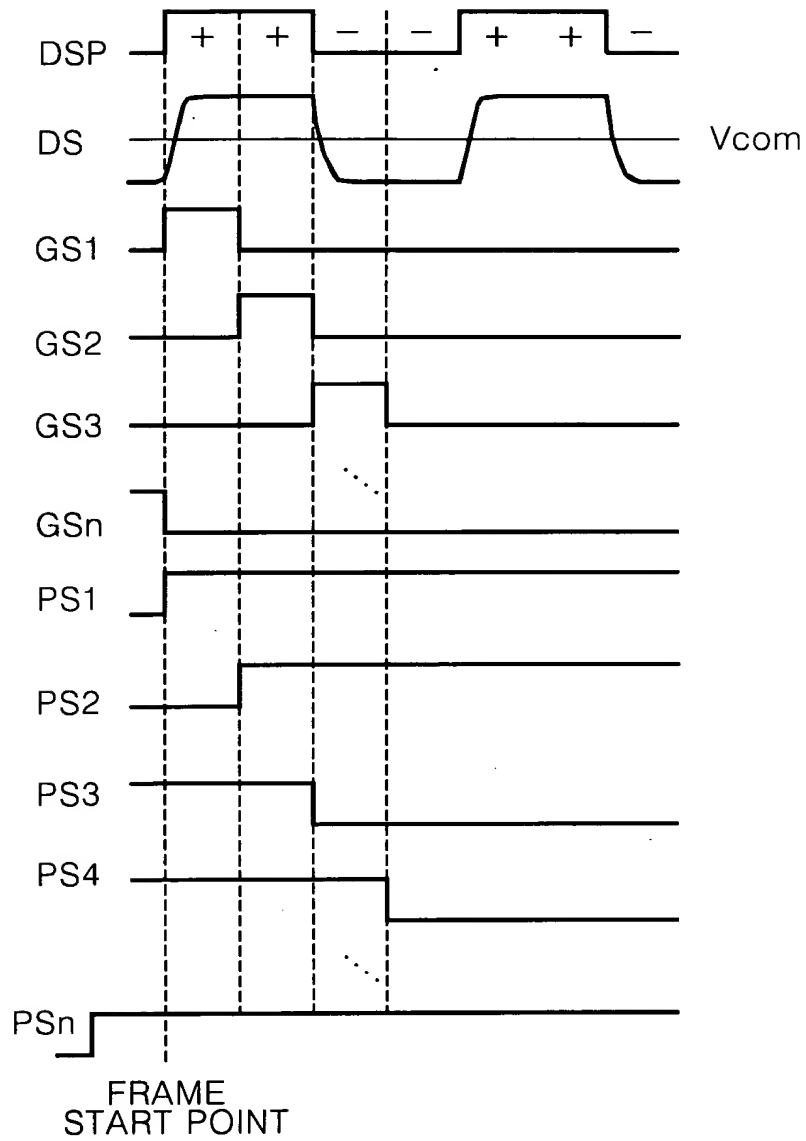 DSP + + − − + + −
DS Vcom
GS1
GS2
GS3
GSn
PS1
PS2
PS3
PS4
PSn
FRAME
START POINT